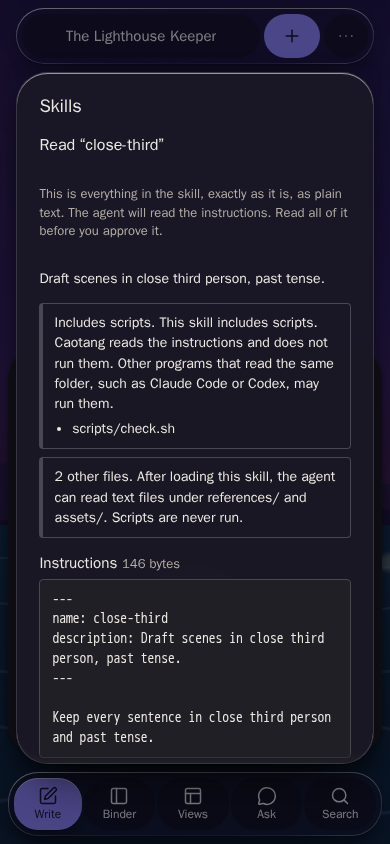 The Lighthouse Keeper
Skills
Read “close-third”
This is everything in the skill, exactly as it is, as plain
text. The agent will read the instructions. Read all of it
before you approve it.
Draft scenes in close third person, past tense.
Includes scripts. This skill includes scripts.
Caotang reads the instructions and does not
run them. Other programs that read the same
folder, such as Claude Code or Codex, may
run them.
• scripts/check.sh
2 other files. After loading this skill, the agent
can read text files under references/ and
assets/. Scripts are never run.
Instructions 146 bytes
---
name: close-third
description: Draft scenes in close third
person, past tense.
---
Keep every sentence in close third person
and past tense.
Write Binder Views Ask Search